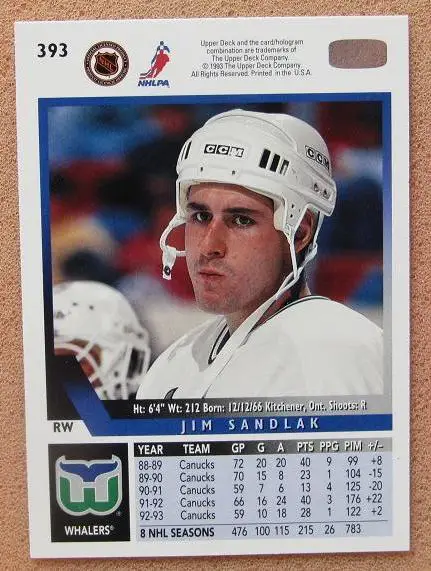 393
NHL
NHLPA
Upper Deck and the card/hologram
combination are trademarks of
The Upper Deck Company.
© 1993 The Upper Deck Company.
All Rights Reserved. Printed in the U.S.A.
CCM
CCM
Ht: 6'4" Wt: 212 Born: 12/12/66 Kitchener, Ont. Shoots: R
RW
JIM SANDLAK
WHALERS®
YEAR TEAM GP G A PTS PPG PIM +/–
88-89 Canucks 72 20 20 40 9 99 +8
89-90 Canucks 70 15 8 23 1 104 -15
90-91 Canucks 59 7 6 13 4 125 -20
91-92 Canucks 66 16 24 40 3 176 +22
92-93 Canucks 59 10 18 28 1 122 +2
8 NHL SEASONS 476 100 115 215 26 783